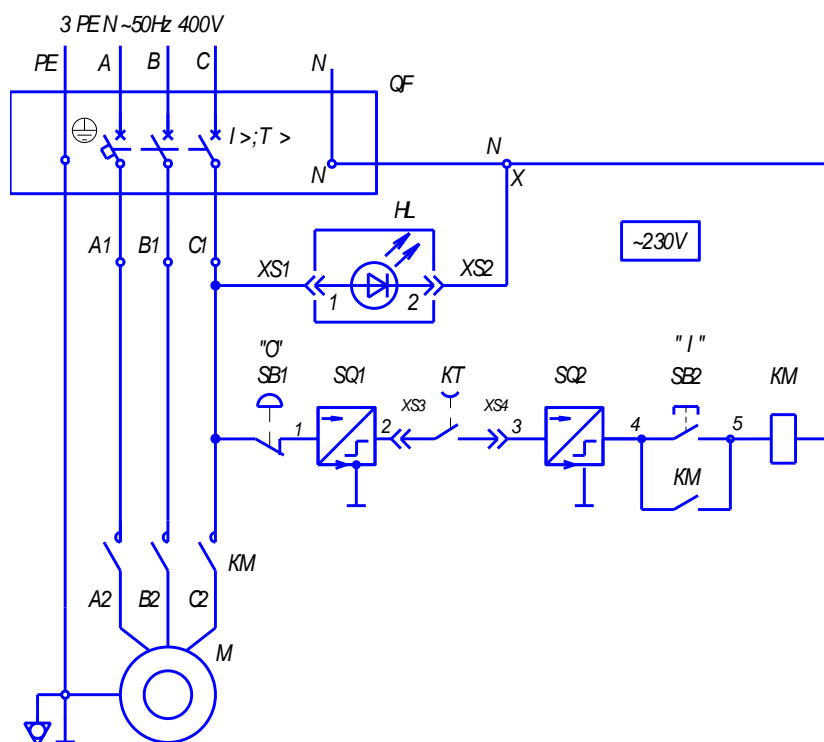 3 PEN ~50Hz 400V
PE A B C N QF
I >;T >
N N
X
HL
~230V
A1 B1 C1
XS1 XS2
1 2
"O" "I"
SB1 SQ1 KT SQ2 SB2 KM
XS3 XS4
1 2 3 4 5
KM
KM
A2 B2 C2
M